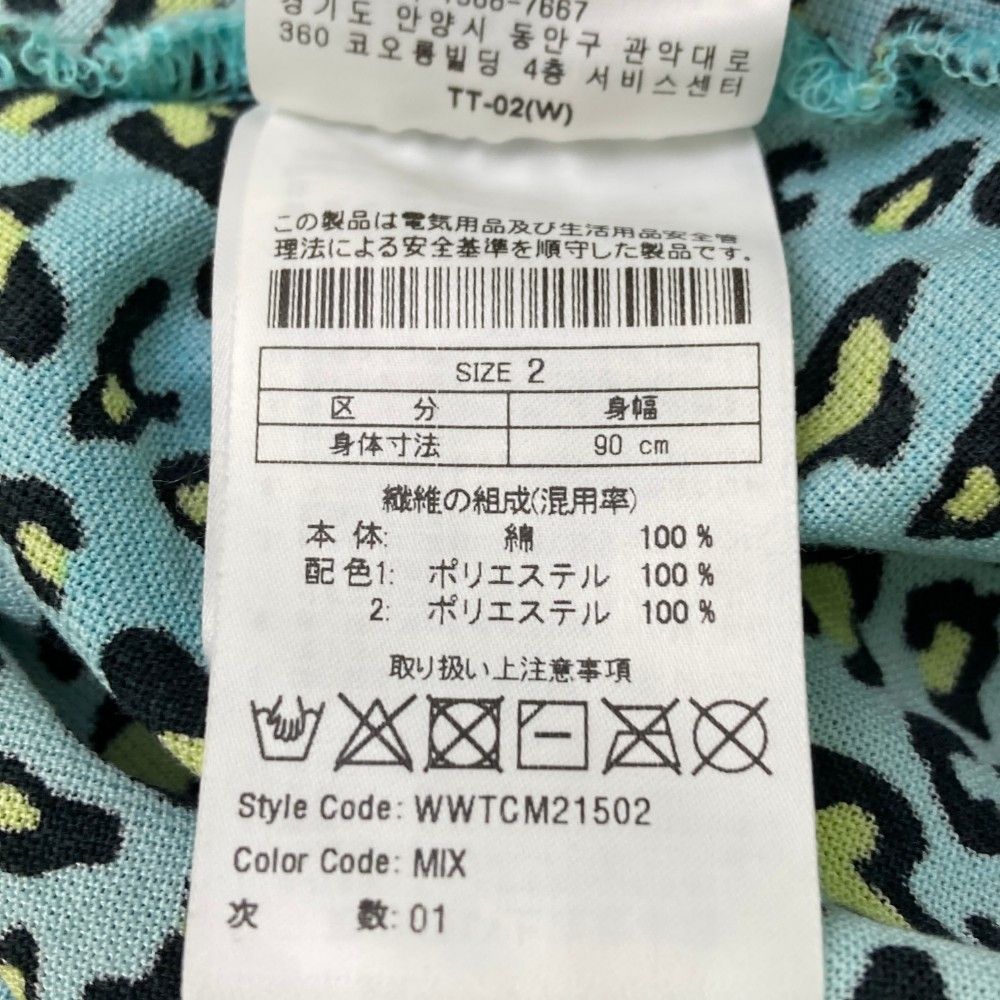 -7667
경기도 안양시 동안구 관악대로
360 코오롱빌딩 4층 서비스센터
TT-02(W)
この製品は電気用品及び生活用品安全管
理法による安全基準を順守した製品です.
SIZE 2
区 分 身幅
身体寸法 90 cm
繊維の組成(混用率)
本 体: 綿 100 %
配 色1: ポリエステル 100 %
2: ポリエステル 100 %
取り扱い上注意事項
Style Code: WWTCM21502
Color Code: MIX
次 数: 01